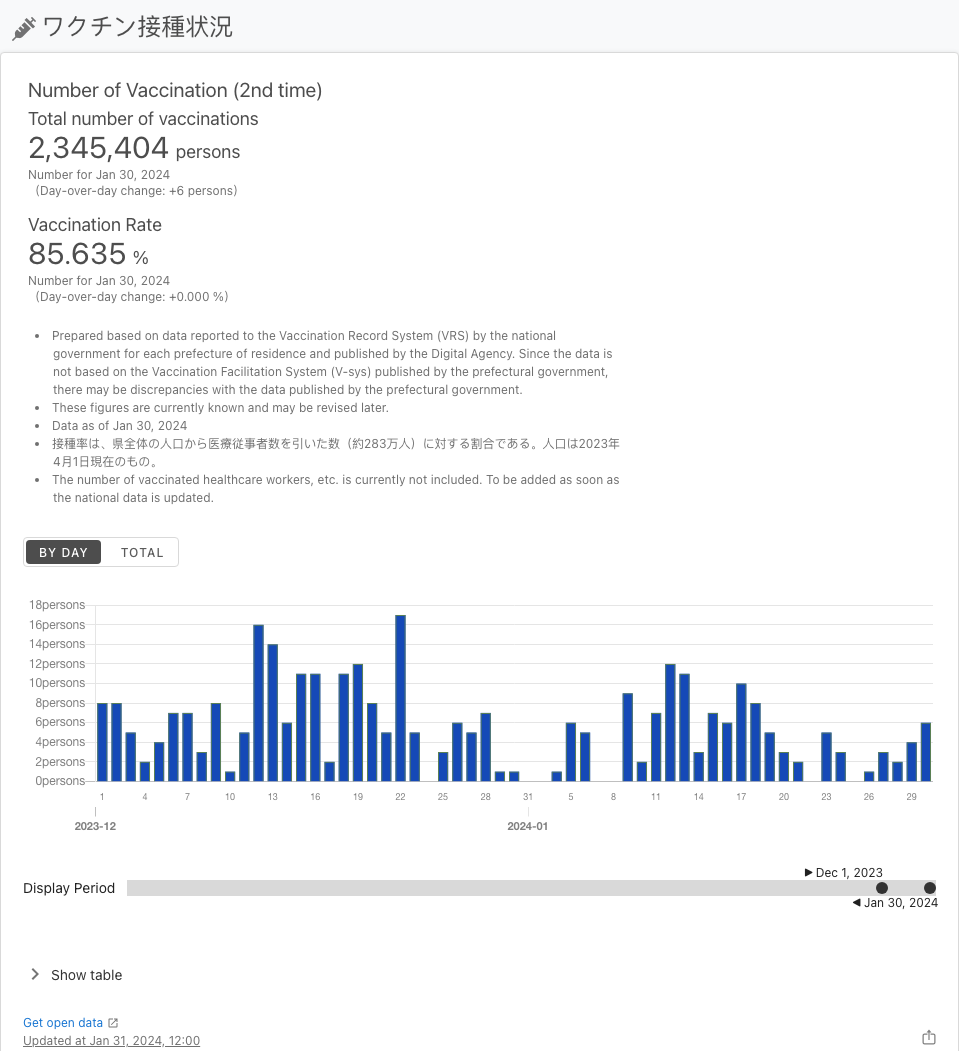 ワクチン接種状況
Number of Vaccination (2nd time)
Total number of vaccinations
2,345,404 persons
Number for Jan 30, 2024
（Day-over-day change: +6 persons）
Vaccination Rate
85.635 %
Number for Jan 30, 2024
（Day-over-day change: +0.000 %）
• Prepared based on data reported to the Vaccination Record System (VRS) by the national
government for each prefecture of residence and published by the Digital Agency. Since the data is
not based on the Vaccination Facilitation System (V-sys) published by the prefectural government,
there may be discrepancies with the data published by the prefectural government.
• These figures are currently known and may be revised later.
• Data as of Jan 30, 2024
• 接種率は、県全体の人口から医療従事者数を引いた数（約283万人）に対する割合である。人口は2023年
4月1日現在のもの。
• The number of vaccinated healthcare workers, etc. is currently not included. To be added as soon as
the national data is updated.
BY DAY TOTAL
18persons
16persons
14persons
12persons
10persons
8persons
6persons
4persons
2persons
0persons
1 4 7 10 13 16 19 22 25 28 31 5 8 11 14 17 20 23 26 29
2023-12 2024-01
Dec 1, 2023
Display Period
Jan 30, 2024
Show table
Get open data
Updated at Jan 31, 2024, 12:00